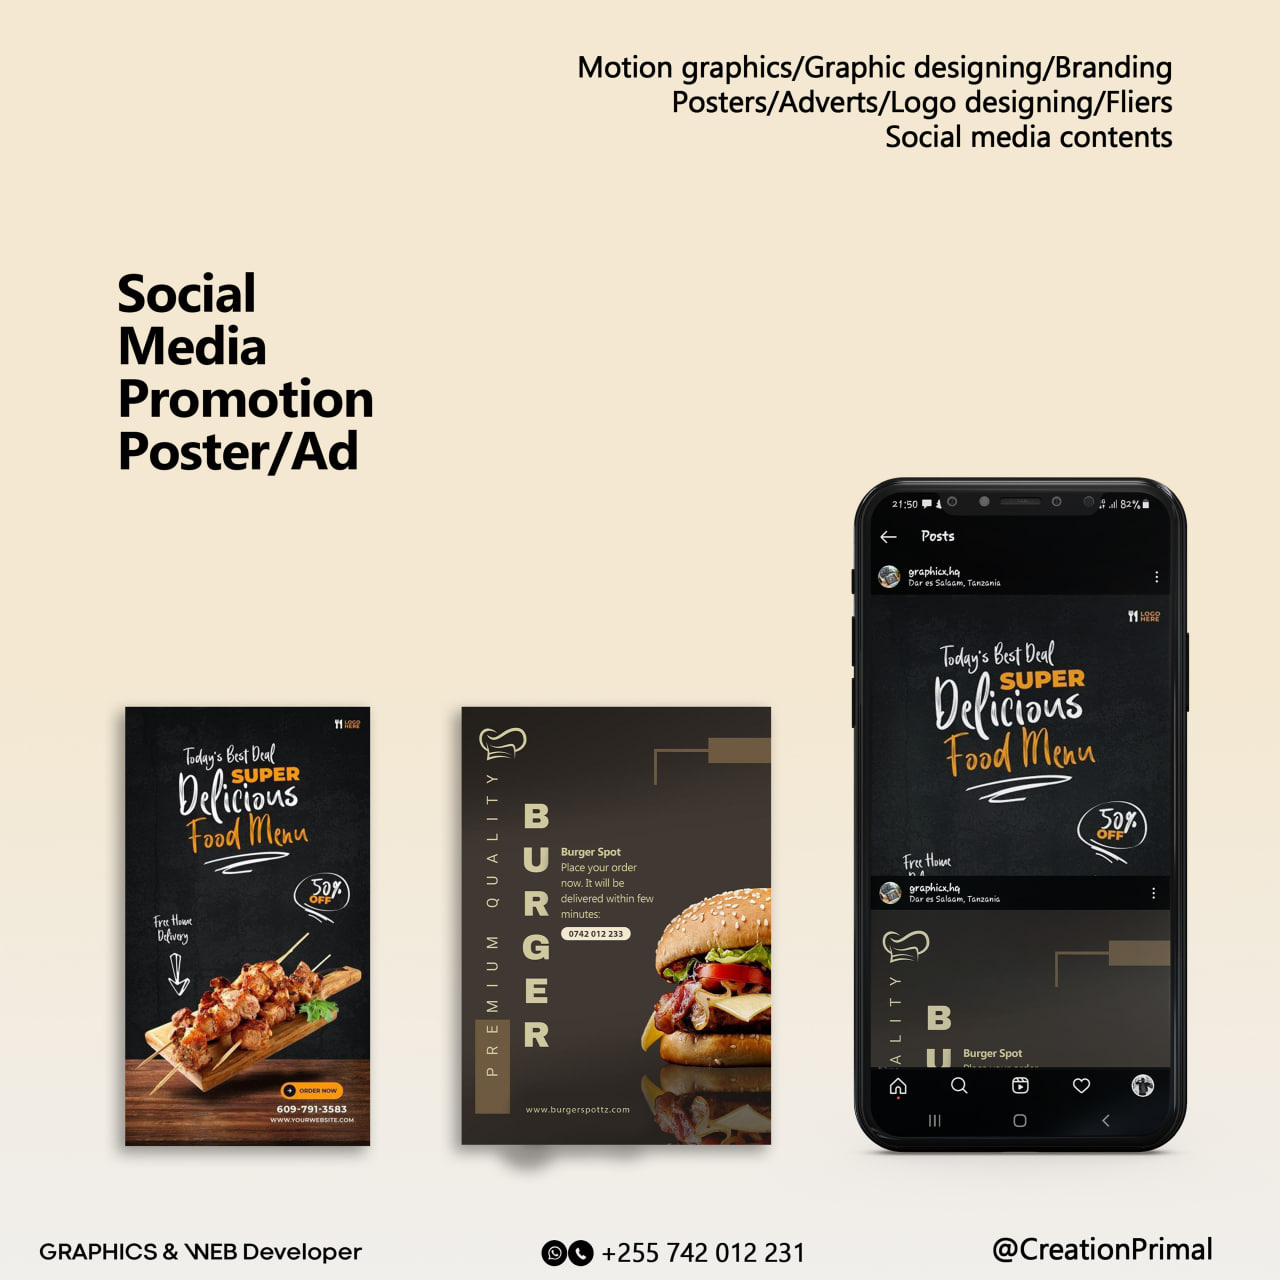 Motion graphics/Graphic designing/Branding
Posters/Adverts/Logo designing/Fliers
Social media contents
Social
Media
Promotion
Poster/Ad
LOGO
HERE
Today's Best Deal
SUPER
Delicious
Food Menu
50%
OFF
Free Home
Delivery
ORDER NOW
609-791-3583
WWW.YOURWEBSITE.COM
PREMIUM QUALITY
BURGER
Burger Spot
Place your order
now. It will be
delivered within few
minutes:
0742 012 233
www.burgerspottz.com
21:50
82%
Posts
graphicx.hq
Dar es Salaam, Tanzania
LOGO
HERE
Today's Best Deal
SUPER
Delicious
Food Menu
50%
OFF
Free Home
graphicx.hq
Dar es Salaam, Tanzania
ALITY
B
U
Burger Spot
GRAPHICS & WEB Developer
+255 742 012 231
@CreationPrimal